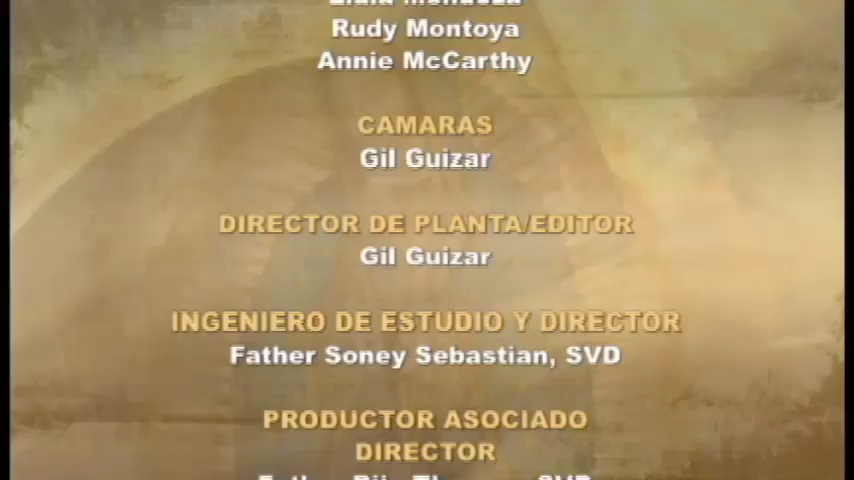 Rudy Montoya
Annie McCarthy
CAMARAS
Gil Guizar
DIRECTOR DE PLANTA/EDITOR
Gil Guizar
INGENIERO DE ESTUDIO Y DIRECTOR
Father Soney Sebastian, SVD
PRODUCTOR ASOCIADO
DIRECTOR
Father